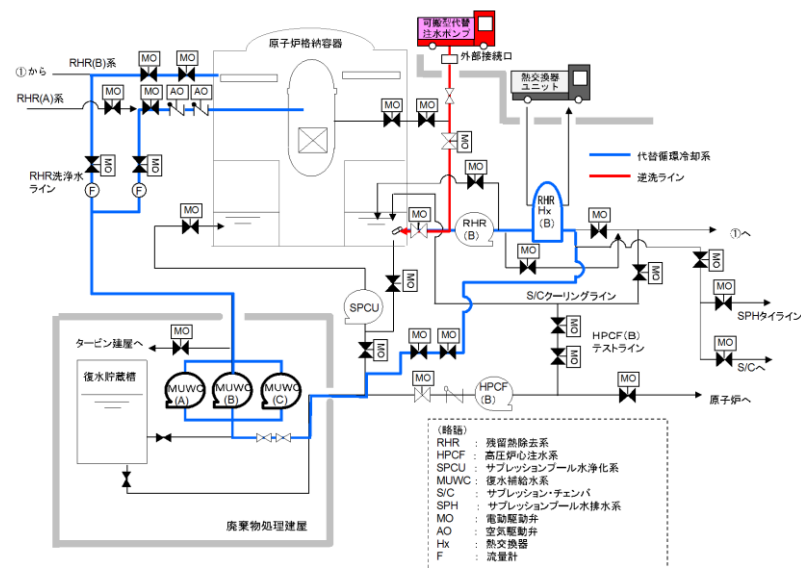 可搬型代替
注水ポンプ
外部接続口
原子炉格納容器
熱交換器
ユニット
MO
MO
RHR(B)系
①から
RHR(A)系
MO
MO
AO
AO
MO
MO
MO
代替循環冷却系
逆洗ライン
RHR洗浄水
ライン
MO
MO
F
F
MO
MO
MO
RHR
(B)
RHR
Hx
(B)
MO
①へ
MO
MO
MO
MO
SPCU
S/Cクーリングライン
SPHタイライン
MO
MO
HPCF(B)
テストライン
MO
MO
タービン建屋へ
MO
MO
MO
MO
MO
S/Cへ
復水貯蔵槽
MUWC
(A)
MUWC
(B)
MUWC
(C)
MO
HPCF
(B)
MO
原子炉へ
廃棄物処理建屋
(略語)
RHR : 残留熱除去系
HPCF : 高圧炉心注水系
SPCU : サプレッションプール水浄化系
MUWC : 復水補給水系
S/C : サプレッション・チェンバ
SPH : サプレッションプール水排水系
MO : 電動駆動弁
AO : 空気駆動弁
Hx : 熱交換器
F : 流量計